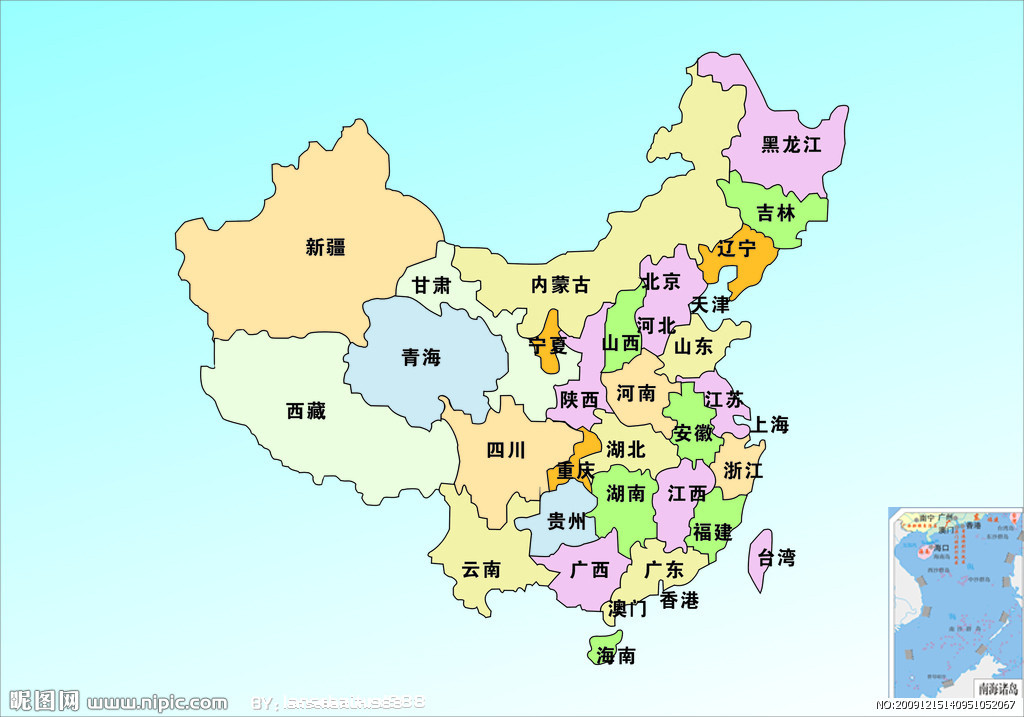 黑龙江
吉林
辽宁
新疆
甘肃
内蒙古
北京
天津
河北
宁夏
山西
山东
青海
陕西
河南
江苏
西藏
上海
安徽
四川
湖北
重庆
浙江
湖南
江西
贵州
福建
台湾
云南
广西
广东
香港
澳门
海南
南宁
广州
香港
澳门
海口
南海诸岛
昵图网 www.nipic.com
BY:
NO:20091215140951052067